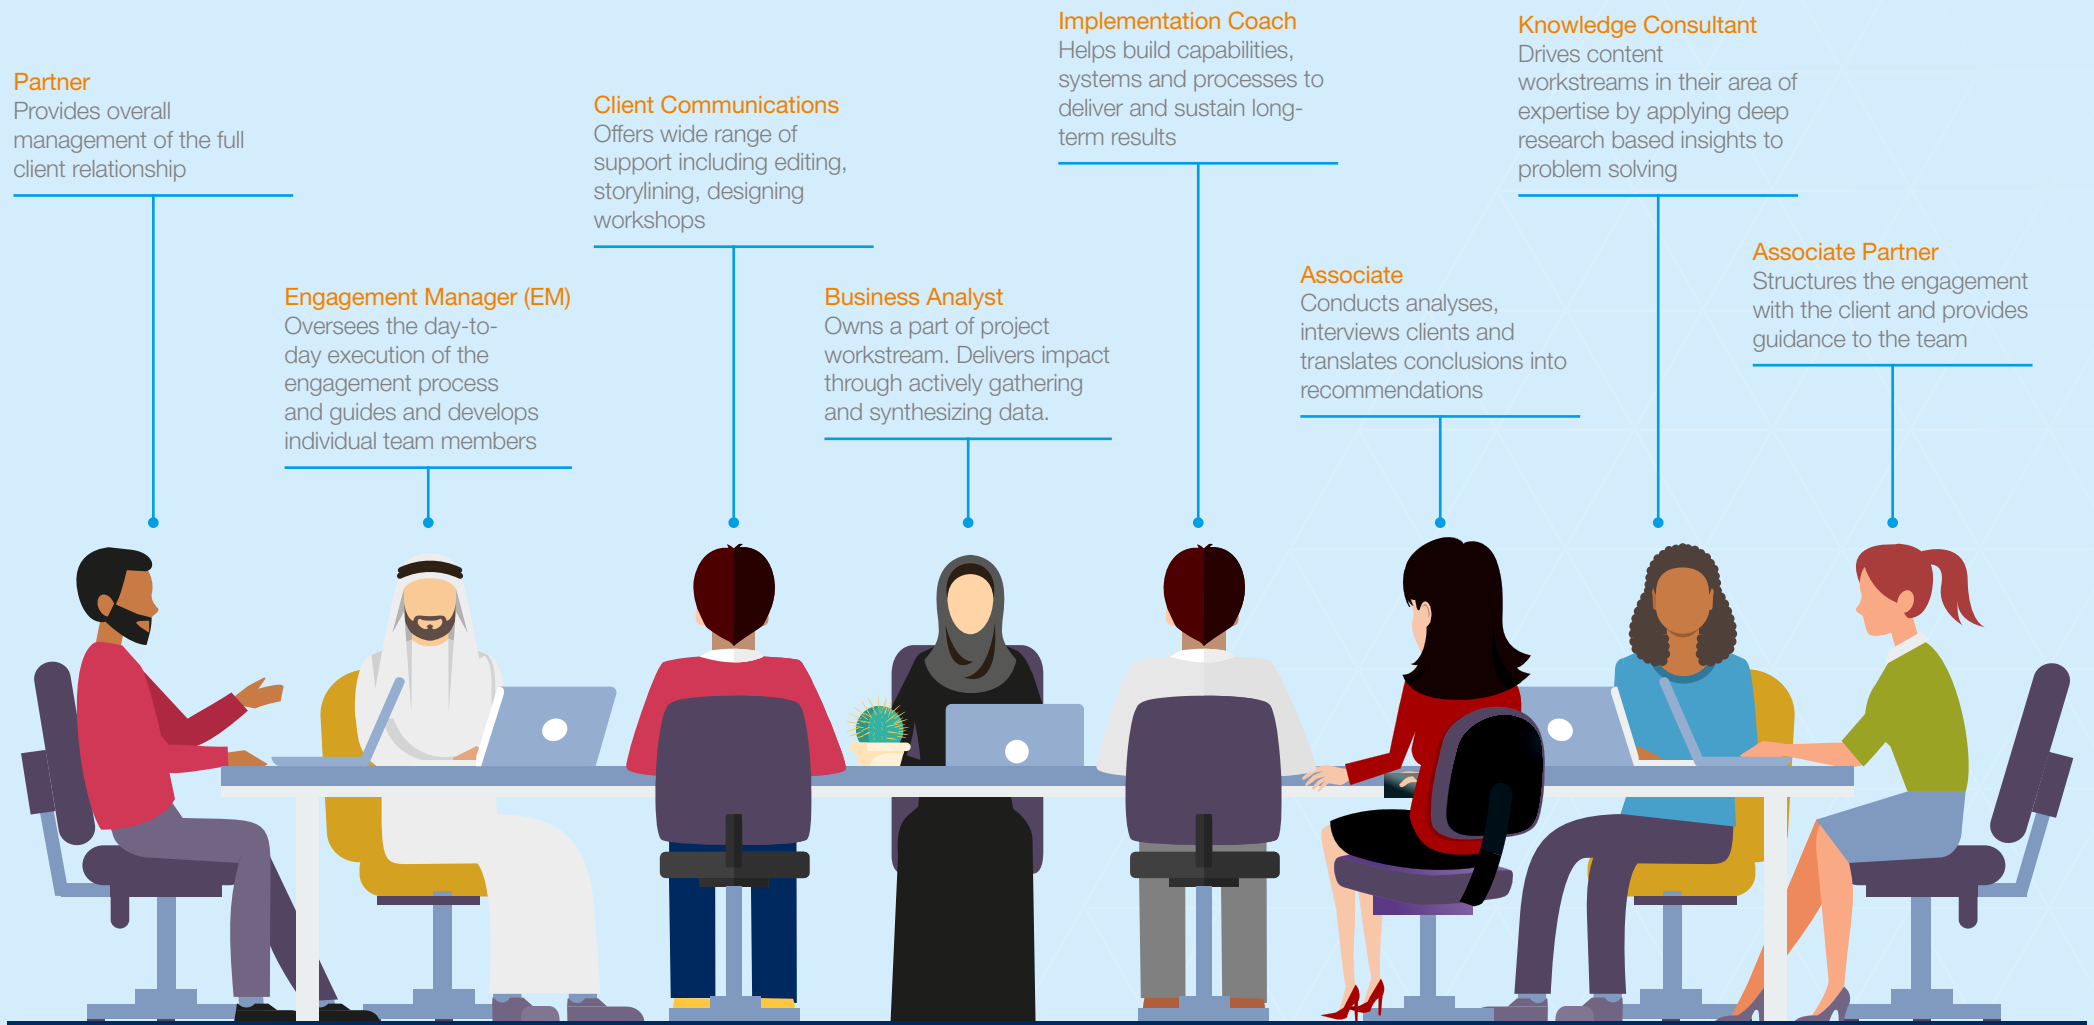 Partner
Provides overall
management of the full
client relationship
Engagement Manager (EM)
Oversees the day-to-
day execution of the
engagement process
and guides and develops
individual team members
Client Communications
Offers wide range of
support including editing,
storylining, designing
workshops
Business Analyst
Owns a part of project
workstream. Delivers impact
through actively gathering
and synthesizing data.
Implementation Coach
Helps build capabilities,
systems and processes to
deliver and sustain long-
term results
Associate
Conducts analyses,
interviews clients and
translates conclusions into
recommendations
Knowledge Consultant
Drives content
workstreams in their area of
expertise by applying deep
research based insights to
problem solving
Associate Partner
Structures the engagement
with the client and provides
guidance to the team